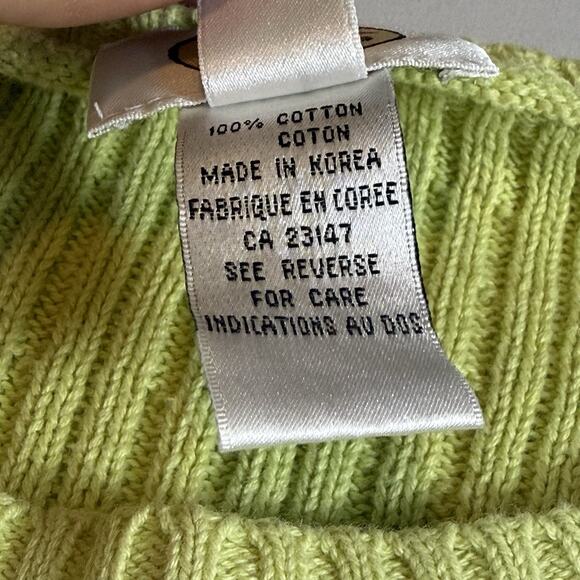 100% COTTON
COTON
MADE IN KOREA
FABRIQUE EN COREE
CA 23147
SEE REVERSE
FOR CARE
INDICATIONS AU DOS